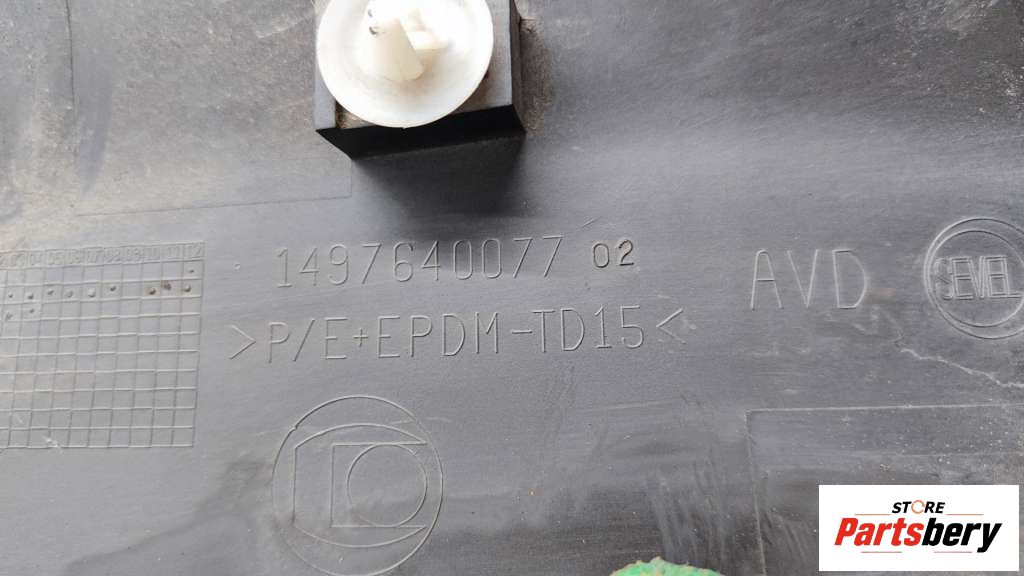 1497640077 02
>P/E+EPDM-TD15<
AVD
SEVEL
STORE
Partsbery